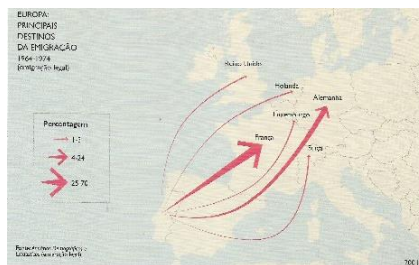 EUROPA:
PRINCIPAIS
DESTINOS
DA EMIGRAÇÃO
1964-1974
(emigração legal)
Reino Unido
Holanda
Alemanha
Luxemburgo
França
Suíça
Percentagem
1-3
4-24
25-70